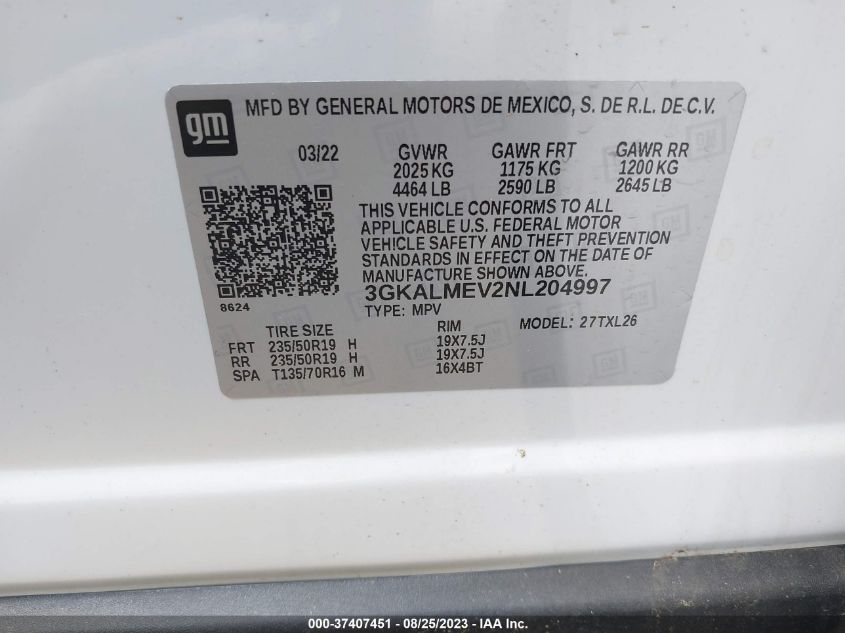 gm
MFD BY GENERAL MOTORS DE MEXICO, S. DE R.L. DE C.V.
03/22 GVWR GAWR FRT GAWR RR
2025 KG 1175 KG 1200 KG
4464 LB 2590 LB 2645 LB
THIS VEHICLE CONFORMS TO ALL
APPLICABLE U.S. FEDERAL MOTOR
VEHICLE SAFETY AND THEFT PREVENTION
STANDARDS IN EFFECT ON THE DATE OF
MANUFACTURE SHOWN ABOVE.
3GKALMEV2NL204997
8624
TYPE: MPV MODEL: 27TXL26
TIRE SIZE RIM
FRT 235/50R19 H 19X7.5J
RR 235/50R19 H 19X7.5J
SPA T135/70R16 M 16X4BT
000-37407451 - 08/25/2023 - IAA Inc.